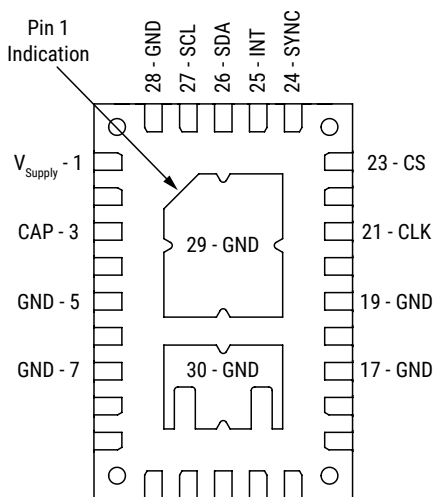 Pin 1
Indication
28 - GND
27 - SCL
26 - SDA
25 - INT
24 - SYNC
VSupply - 1
23 - CS
CAP - 3
29 - GND
21 - CLK
GND - 5
19 - GND
GND - 7
30 - GND
17 - GND